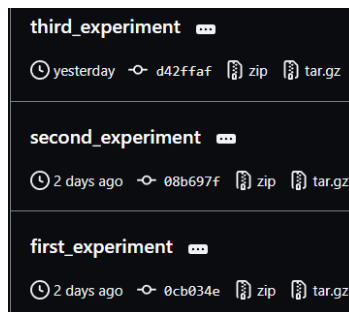 third_experiment
yesterday d42ffaf zip tar.gz
second_experiment
2 days ago 08b697f zip tar.gz
first_experiment
2 days ago 0cb034e zip tar.gz